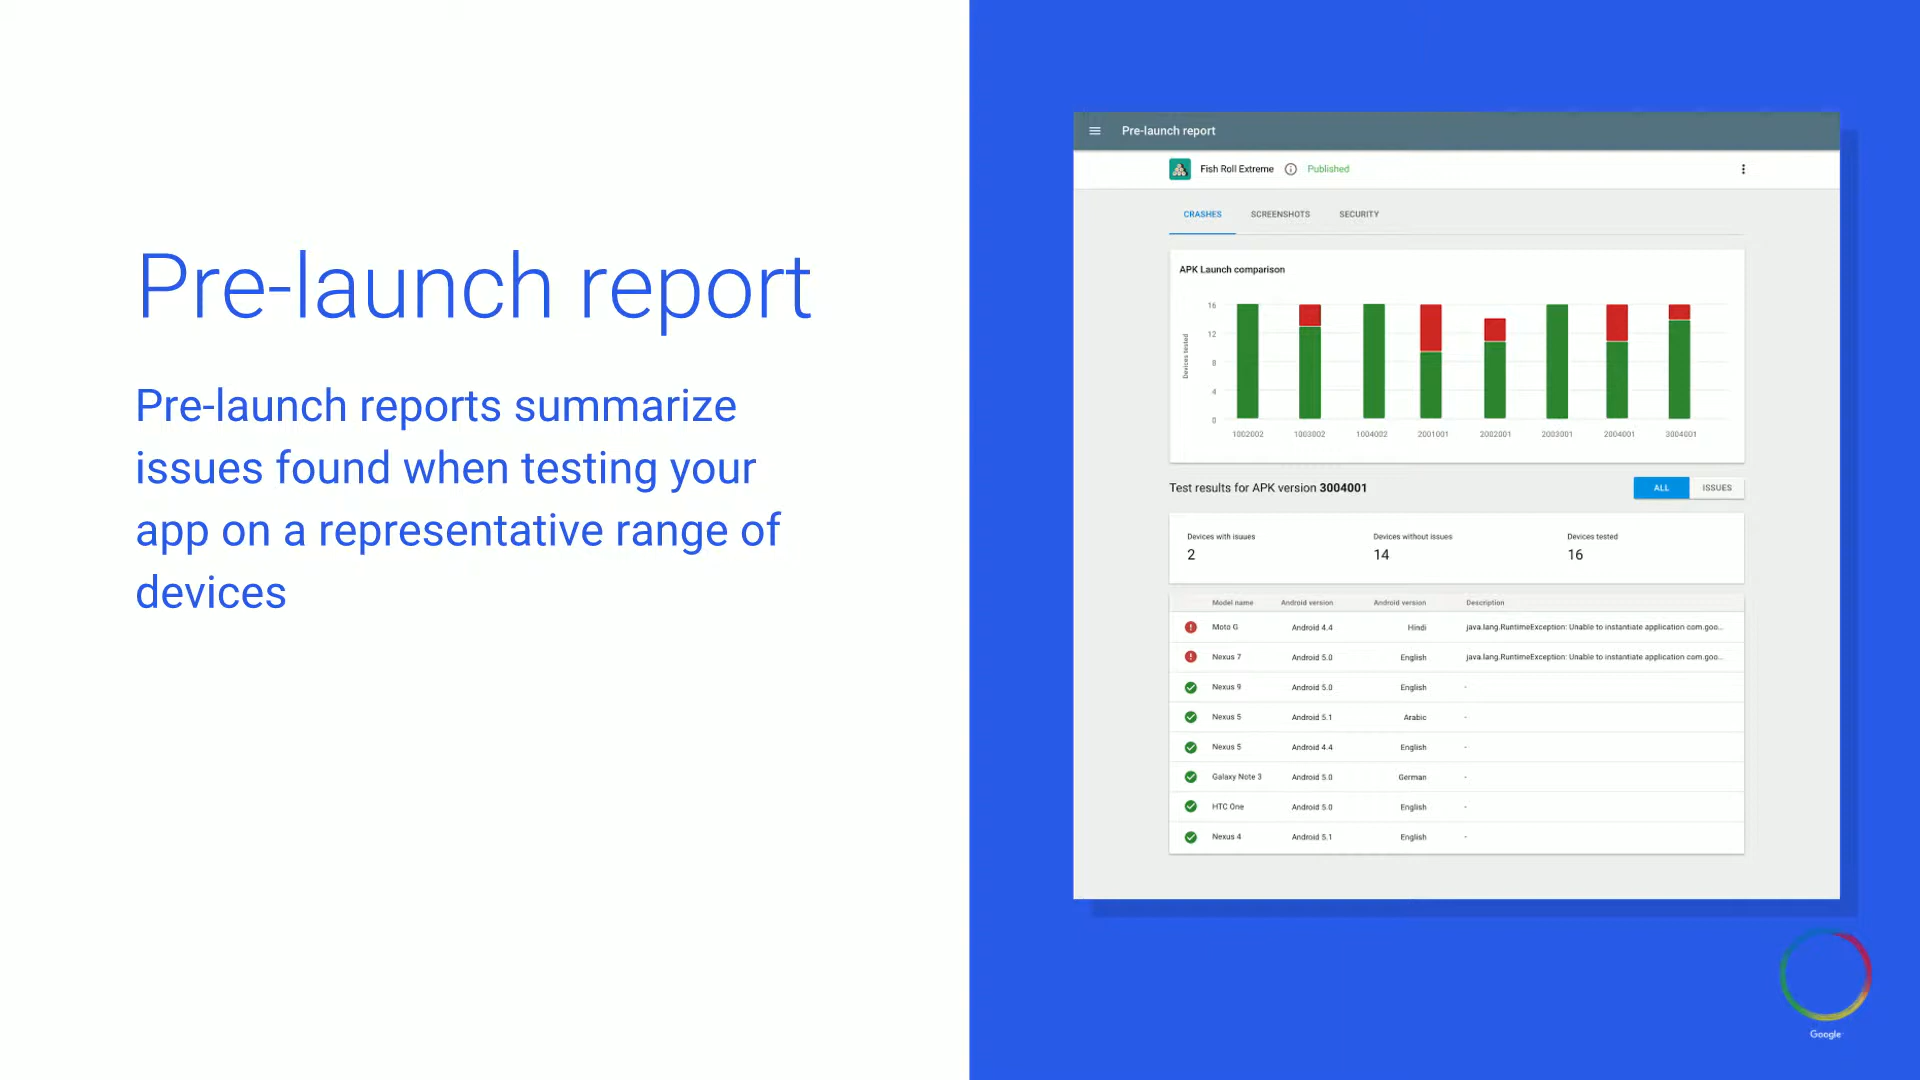 Pre-launch report
Pre-launch reports summarize
issues found when testing your
app on a representative range of
devices
Pre-launch report
Fish Roll Extreme Published
CRASHES SCREENSHOTS SECURITY
APK Launch comparison
Devices tested
16
12
8
4
0
1002002 1003002 1004002 2001001 2002001 2003001 2004001 3004001
Test results for APK version 3004001
ALL ISSUES
Devices with isuues Devices without issues Devices tested
2 14 16
Model name Android version Android version Description
Moto G Android 4.4 Hindi java.lang.RuntimeException: Unable to instantiate application com.goo...
Nexus 7 Android 5.0 English java.lang.RuntimeException: Unable to instantiate application com.goo...
Nexus 9 Android 5.0 English -
Nexus 5 Android 5.1 Arabic -
Nexus 5 Android 4.4 English -
Galaxy Note 3 Android 5.0 German -
HTC One Android 5.0 English -
Nexus 4 Android 5.1 English -
Google